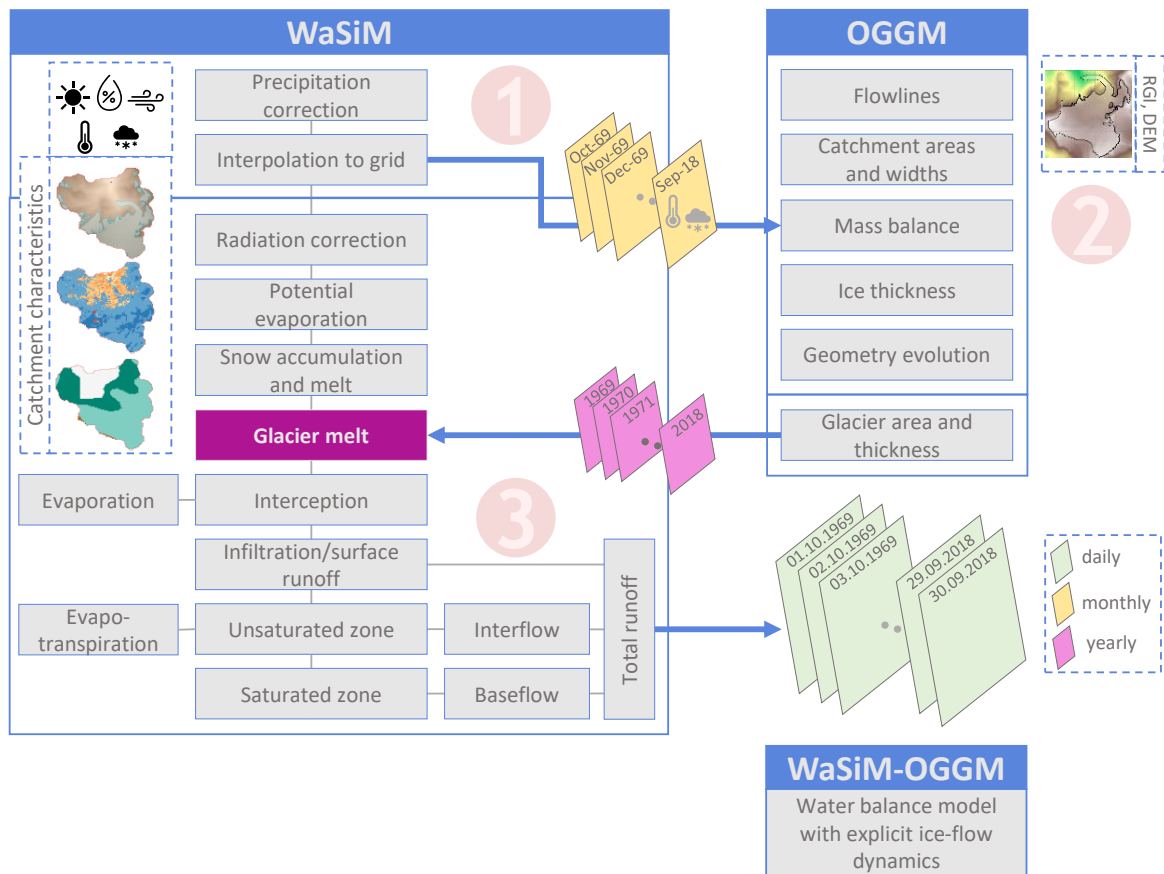 WaSiM
%
Catchment characteristics
Precipitation
correction
Interpolation to grid
Radiation correction
Potential
evaporation
Snow accumulation
and melt
Glacier melt
Evaporation
Interception
Infiltration/surface
runoff
Evapo-
transpiration
Unsaturated zone
Interflow
Saturated zone
Baseflow
Total runoff
1
Oct-69
Nov-69
Dec-69
Sep-18
OGGM
Flowlines
Catchment areas
and widths
Mass balance
Ice thickness
Geometry evolution
Glacier area and
thickness
RGI, DEM
2
1969
1970
1971
2018
3
01.10.1969
02.10.1969
03.10.1969
29.09.2018
30.09.2018
daily
monthly
yearly
WaSiM-OGGM
Water balance model
with explicit ice-flow
dynamics